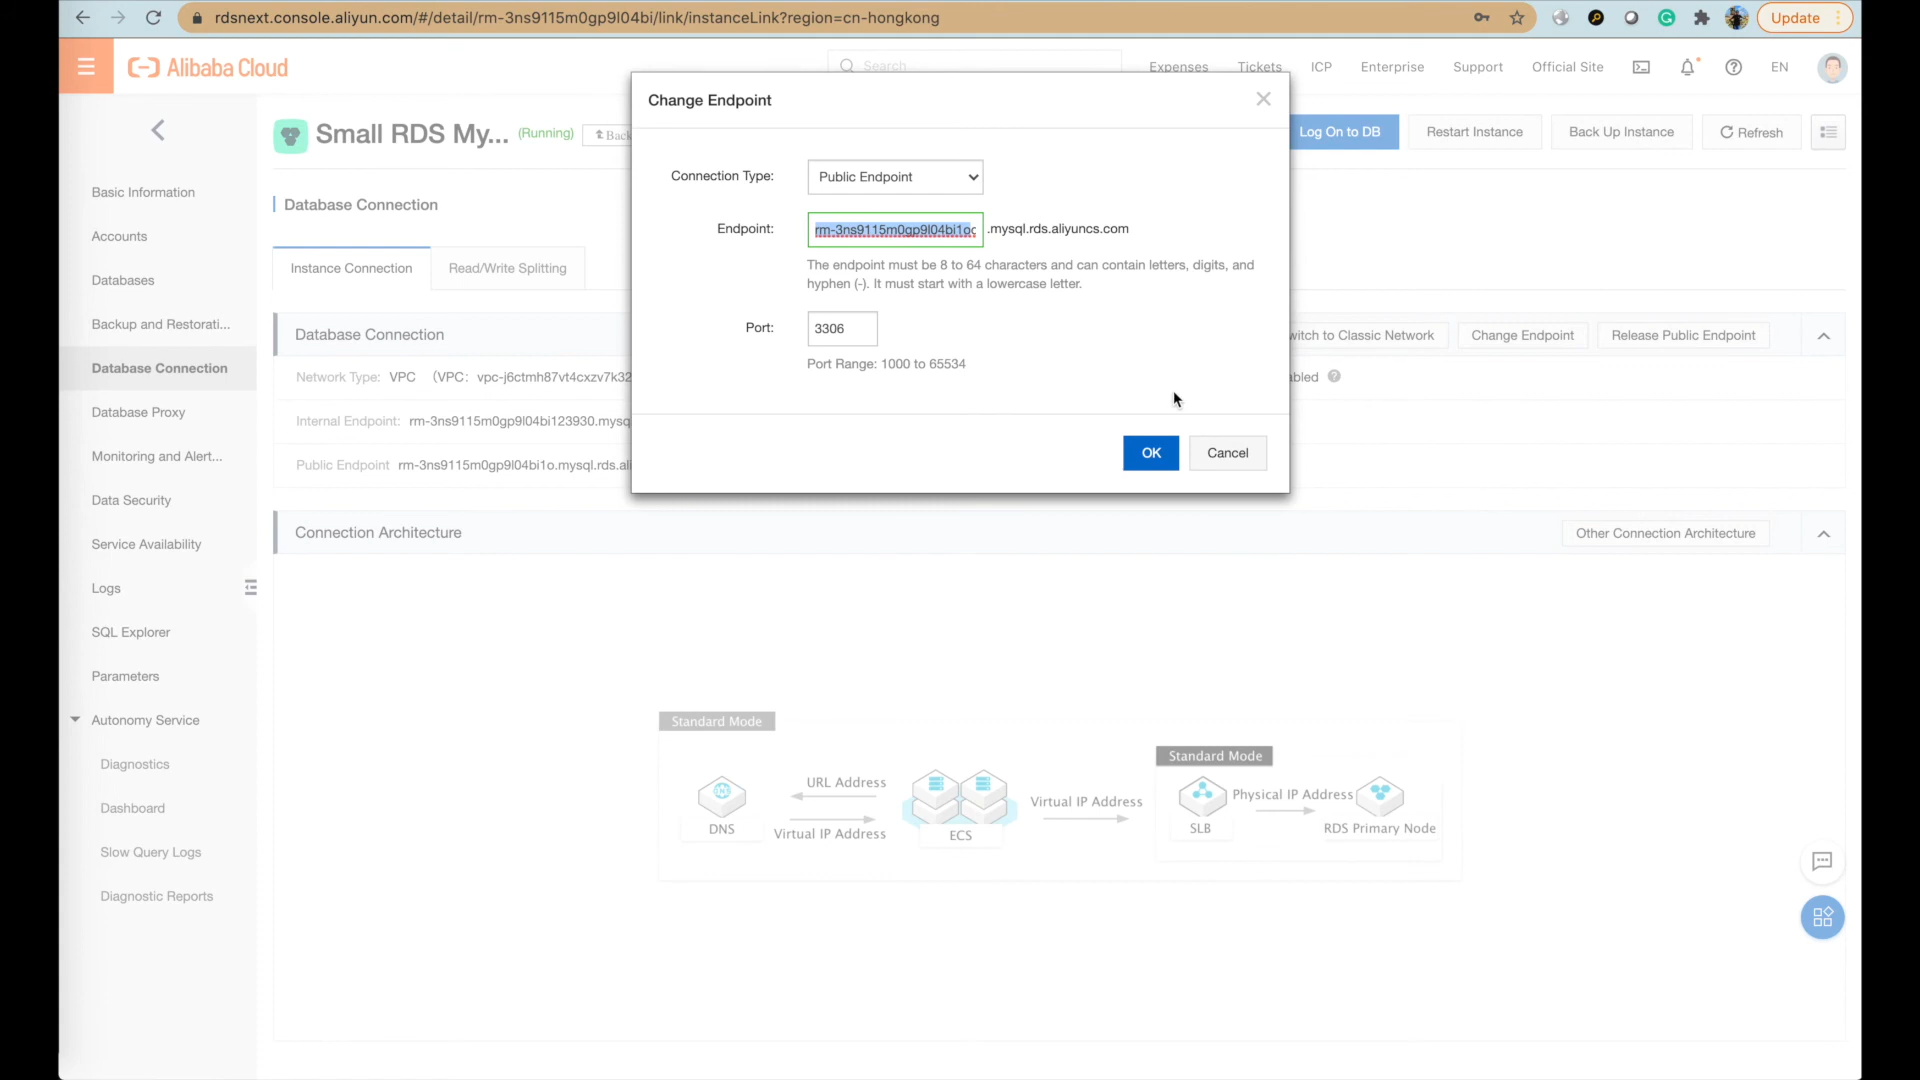 rdsnext.console.aliyun.com/#/detail/rm-3ns9115m0gp9l04bi/link/instanceLink?region=cn-hongkong
Update
Alibaba Cloud
Search
Expenses
Tickets
ICP
Enterprise
Support
Official Site
EN
Small RDS My...
(Running)
Back
Log On to DB
Restart Instance
Back Up Instance
Refresh
Change Endpoint
Connection Type:
Public Endpoint
Endpoint:
rm-3ns9115m0gp9l04bi1oc
.mysql.rds.aliyuncs.com
The endpoint must be 8 to 64 characters and can contain letters, digits, and
hyphen (-). It must start with a lowercase letter.
Port:
3306
Port Range: 1000 to 65534
OK
Cancel
Basic Information
Accounts
Databases
Backup and Restorati...
Database Connection
Database Proxy
Monitoring and Alert...
Data Security
Service Availability
Logs
SQL Explorer
Parameters
Autonomy Service
Diagnostics
Dashboard
Slow Query Logs
Diagnostic Reports
Database Connection
Instance Connection
Read/Write Splitting
Database Connection
witch to Classic Network
Change Endpoint
Release Public Endpoint
Network Type: VPC (VPC: vpc-j6ctmh87vt4cxzv7k32
bled
Internal Endpoint: rm-3ns9115m0gp9l04bi123930.mysq
Public Endpoint rm-3ns9115m0gp9l04bi1o.mysql.rds.ali
Connection Architecture
Other Connection Architecture
Standard Mode
DNS
URL Address
Virtual IP Address
ECS
Virtual IP Address
Standard Mode
SLB
Physical IP Address
RDS Primary Node